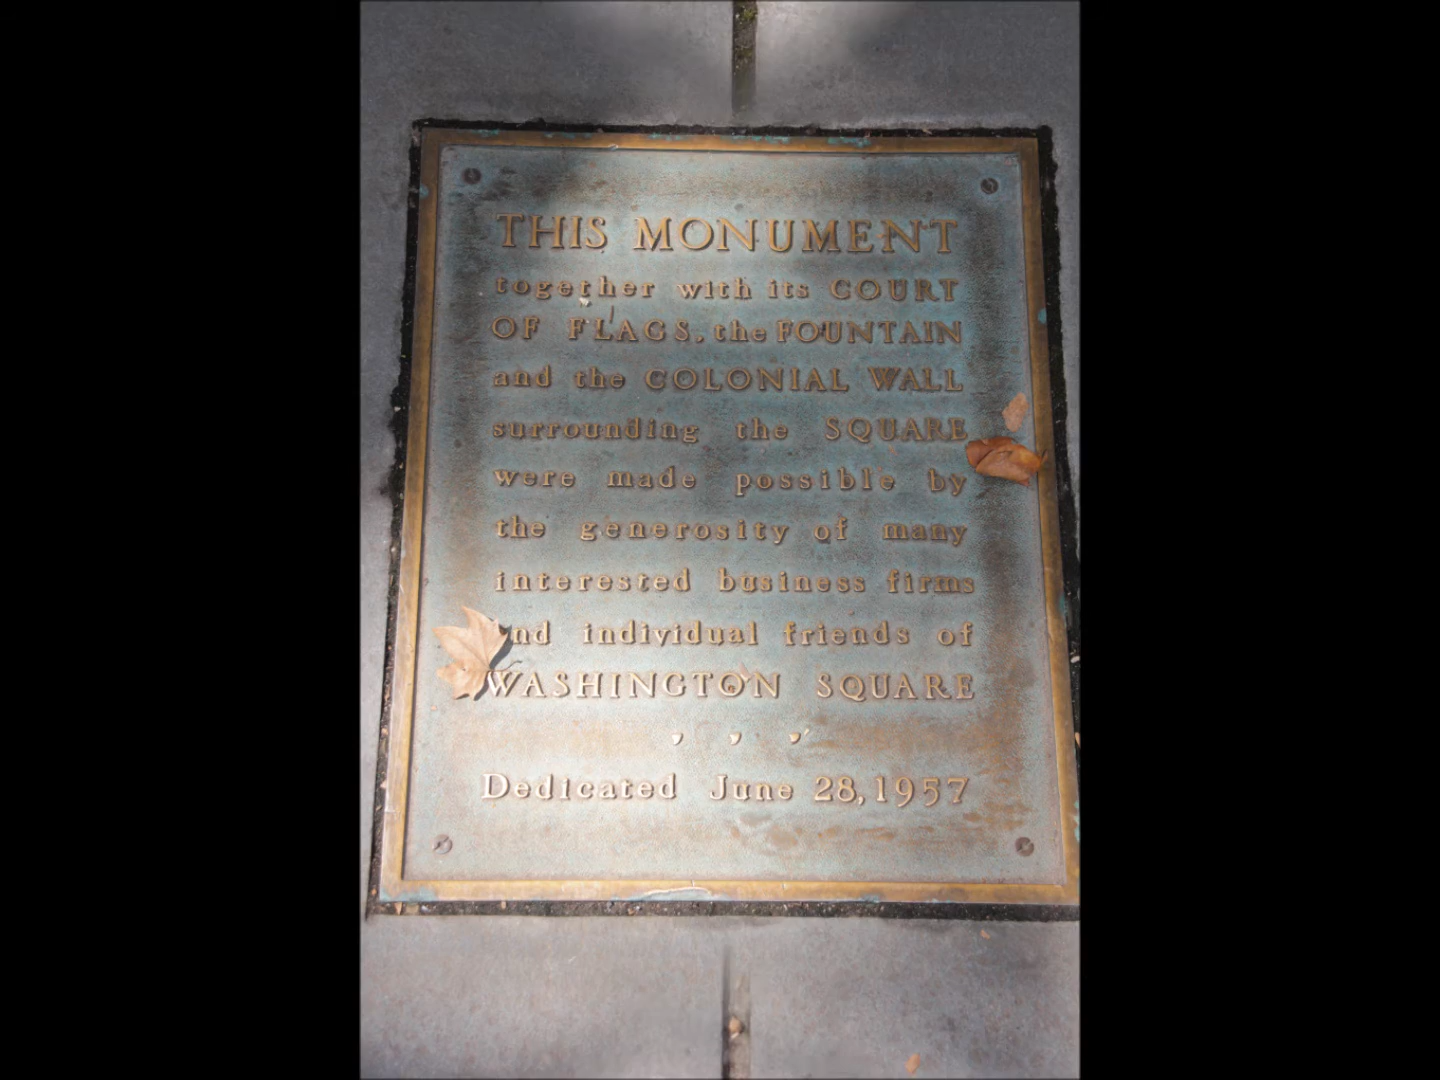 THIS MONUMENT
together with its COURT
OF FLAGS, the FOUNTAIN
and the COLONIAL WALL
surrounding the SQUARE
were made possible by
the generosity of many
interested business firms
and individual friends of
WASHINGTON SQUARE
, , ,
Dedicated June 28, 1957